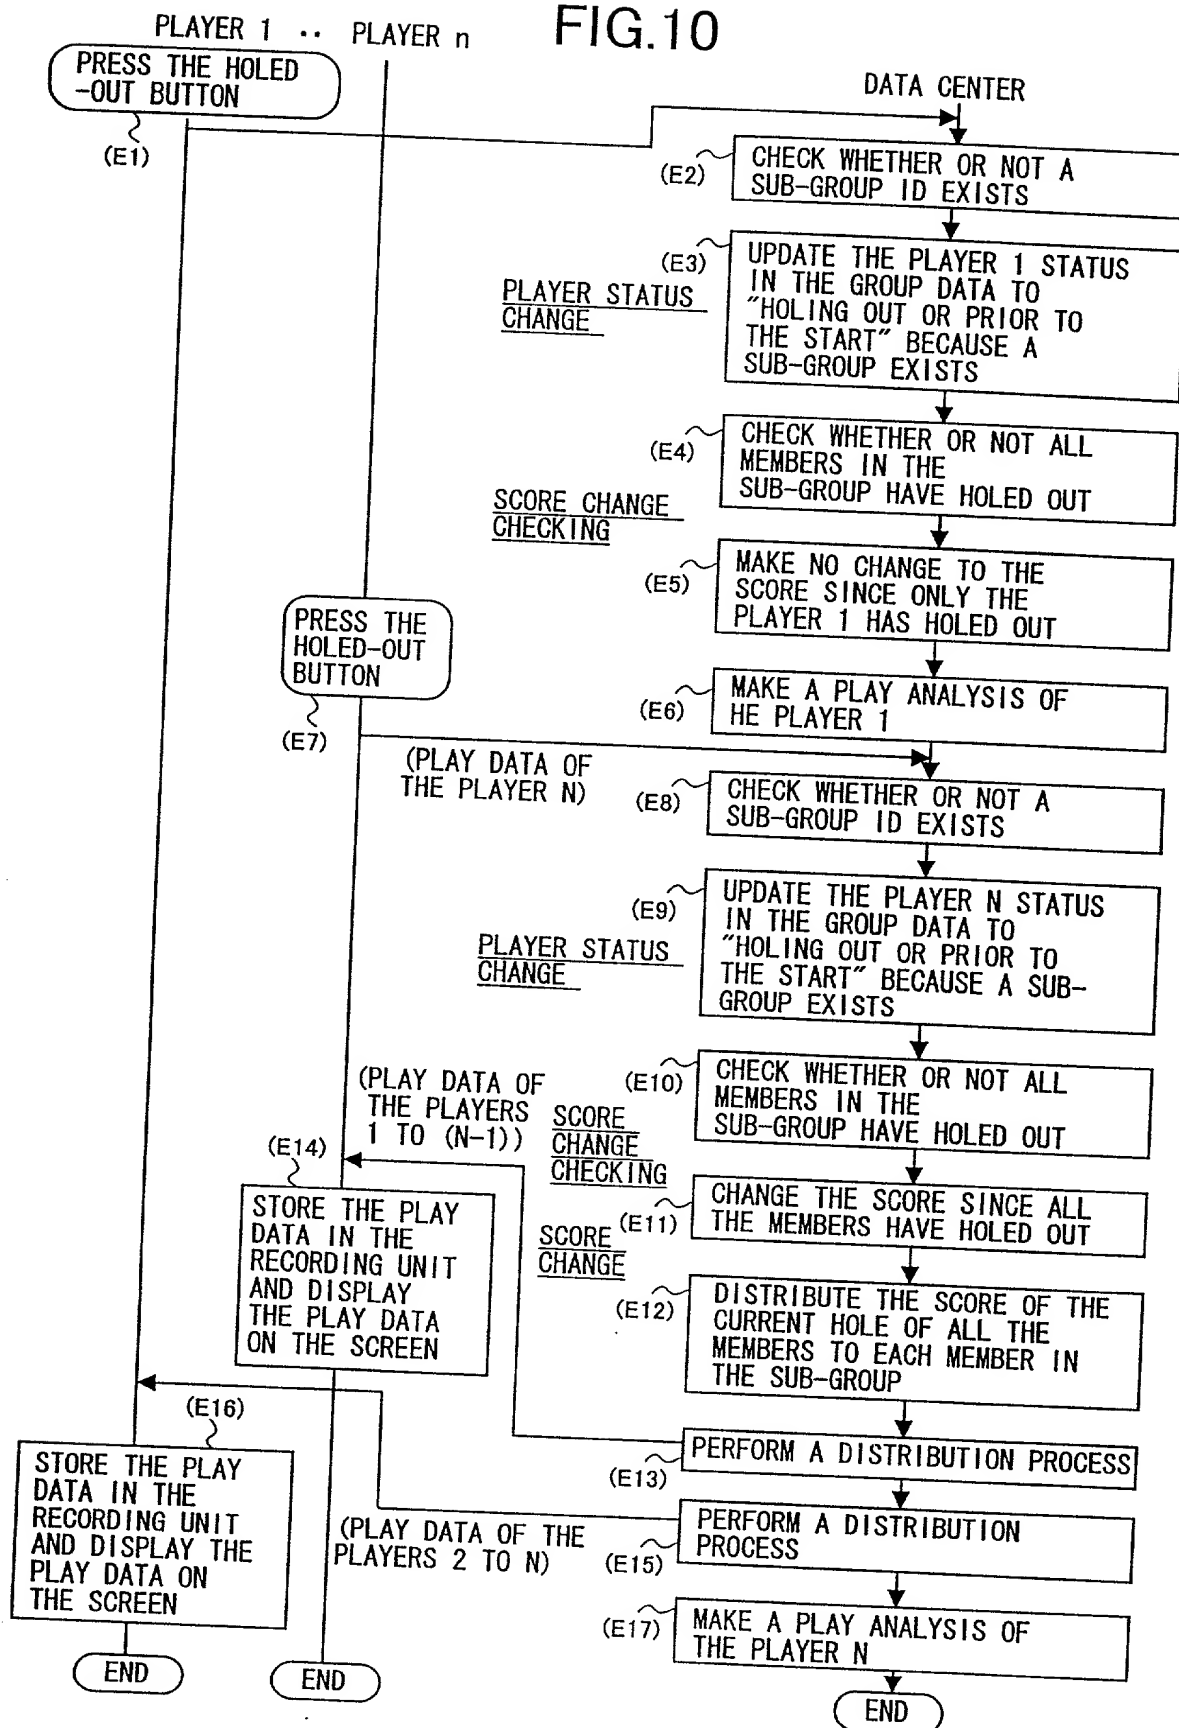 FIG.10
PLAYER 1 ·· PLAYER n
PRESS THE HOLED
-OUT BUTTON
(E1)
DATA CENTER
(E2)
CHECK WHETHER OR NOT A
SUB-GROUP ID EXISTS
(E3)
UPDATE THE PLAYER 1 STATUS
IN THE GROUP DATA TO
"HOLING OUT OR PRIOR TO
THE START" BECAUSE A
SUB-GROUP EXISTS
PLAYER STATUS
CHANGE
(E4)
CHECK WHETHER OR NOT ALL
MEMBERS IN THE
SUB-GROUP HAVE HOLED OUT
SCORE CHANGE
CHECKING
(E5)
MAKE NO CHANGE TO THE
SCORE SINCE ONLY THE
PLAYER 1 HAS HOLED OUT
PRESS THE
HOLED-OUT
BUTTON
(E7)
(E6)
MAKE A PLAY ANALYSIS OF
HE PLAYER 1
(PLAY DATA OF
THE PLAYER N)
(E8)
CHECK WHETHER OR NOT A
SUB-GROUP ID EXISTS
(E9)
UPDATE THE PLAYER N STATUS
IN THE GROUP DATA TO
"HOLING OUT OR PRIOR TO
THE START" BECAUSE A SUB-
GROUP EXISTS
PLAYER STATUS
CHANGE
(E10)
CHECK WHETHER OR NOT ALL
MEMBERS IN THE
SUB-GROUP HAVE HOLED OUT
(PLAY DATA OF
THE PLAYERS
1 TO (N-1))
SCORE
CHANGE
CHECKING
(E11)
CHANGE THE SCORE SINCE ALL
THE MEMBERS HAVE HOLED OUT
(E14)
STORE THE PLAY
DATA IN THE
RECORDING UNIT
AND DISPLAY
THE PLAY DATA
ON THE SCREEN
SCORE
CHANGE
(E12)
DISTRIBUTE THE SCORE OF THE
CURRENT HOLE OF ALL THE
MEMBERS TO EACH MEMBER IN
THE SUB-GROUP
(E16)
STORE THE PLAY
DATA IN THE
RECORDING UNIT
AND DISPLAY THE
PLAY DATA ON
THE SCREEN
PERFORM A DISTRIBUTION PROCESS
(E13)
(PLAY DATA OF THE
PLAYERS 2 TO N)
(E15)
PERFORM A DISTRIBUTION
PROCESS
(E17)
MAKE A PLAY ANALYSIS OF
THE PLAYER N
END
END
END